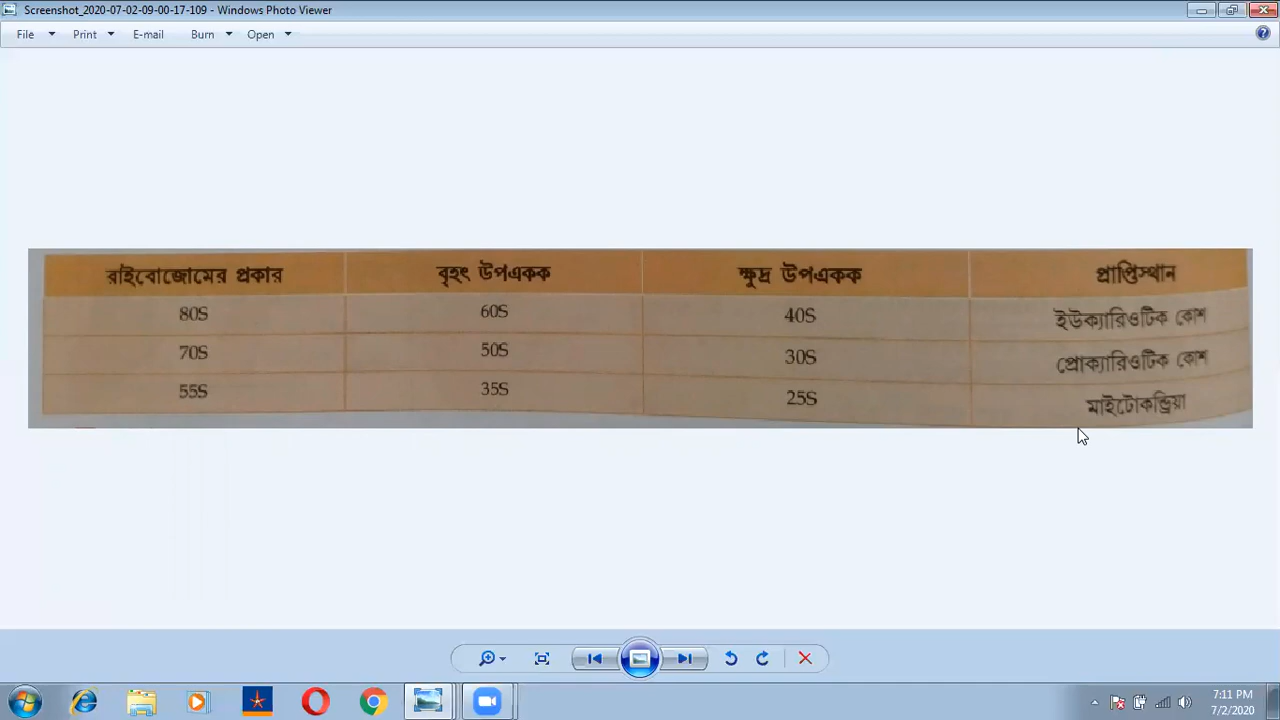 Screenshot_2020-07-02-09-00-17-109 - Windows Photo Viewer
File Print E-mail Burn Open
রাইবোজোমের প্রকার বৃহৎ উপএকক ক্ষুদ্র উপএকক প্রাপ্তিস্থান
80S 60S 40S ইউক্যারিওটিক কোশ
70S 50S 30S প্রোক্যারিওটিক কোশ
55S 35S 25S মাইটোকন্ড্রিয়া
7:11 PM
7/2/2020